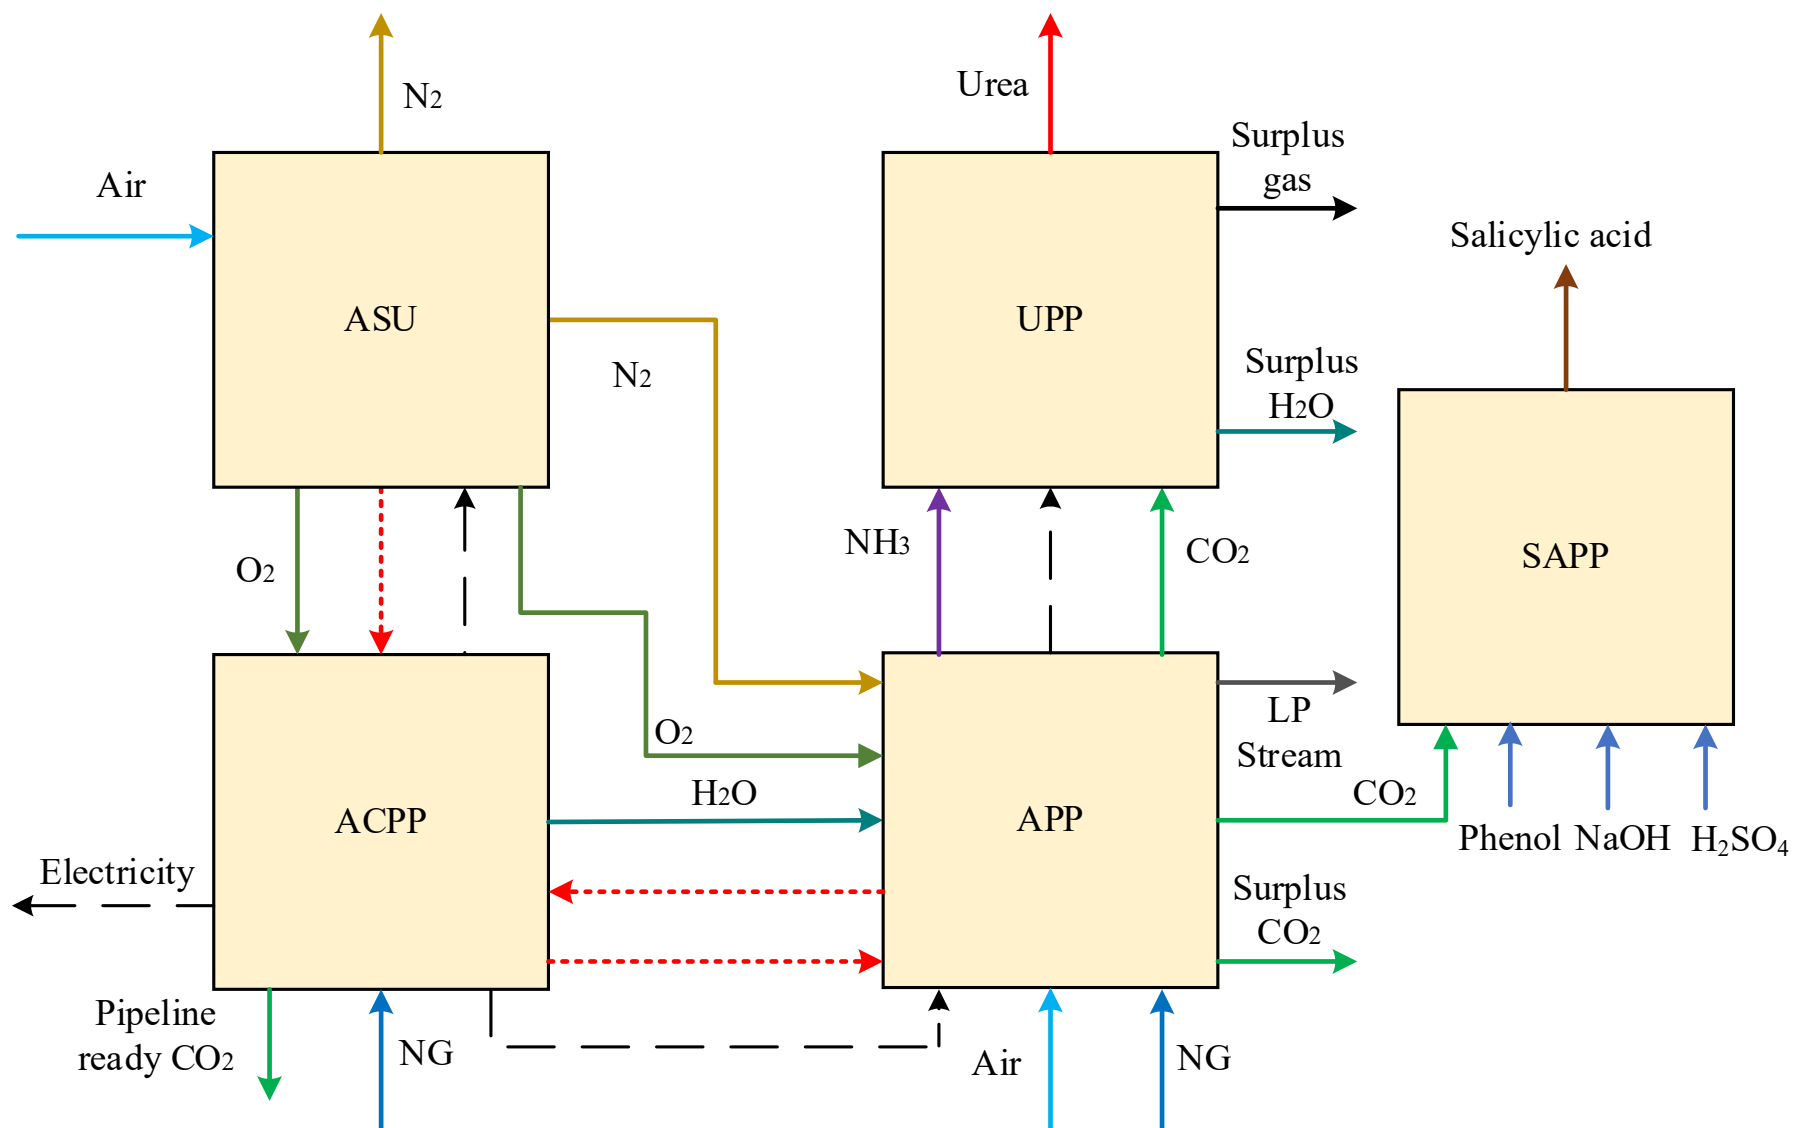 N2
Urea
Surplus
gas
Air
Salicylic acid
ASU
UPP
N2
Surplus
H2O
O2
NH3
CO2
SAPP
O2
LP
Stream
H2O
CO2
ACPP
APP
Phenol
NaOH
H2SO4
Electricity
Surplus
CO2
Pipeline
ready CO2
NG
Air
NG